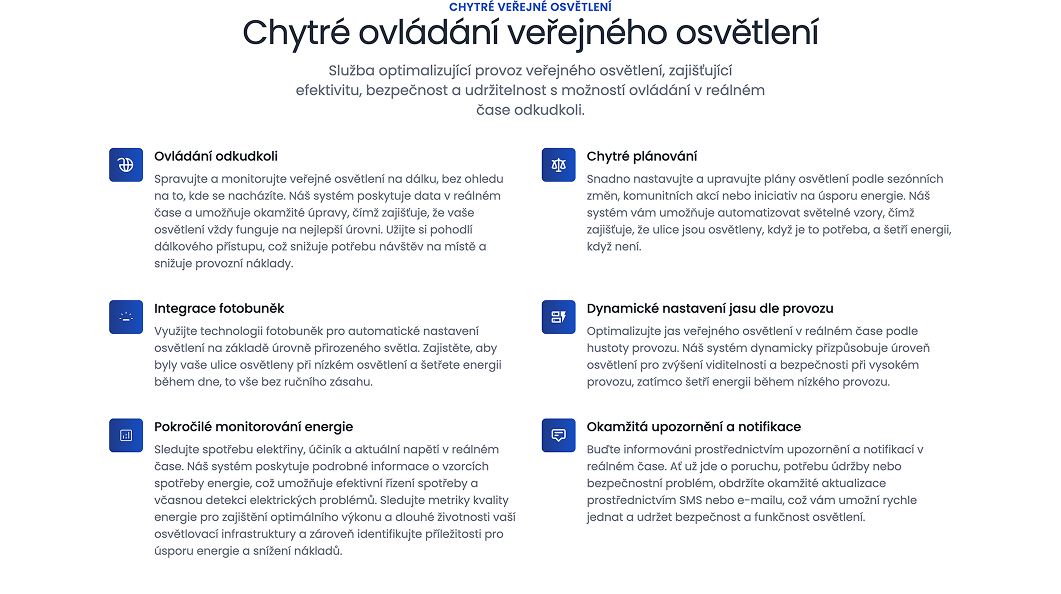 CHYTRÉ VEŘEJNÉ OSVĚTLENÍ
Chytré ovládání veřejného osvětlení
Služba optimalizující provoz veřejného osvětlení, zajišťující
efektivitu, bezpečnost a udržitelnost s možností ovládání v reálném
čase odkudkoli.
Ovládání odkudkoli
Spravujte a monitorujte veřejné osvětlení na dálku, bez ohledu
na to, kde se nacházíte. Náš systém poskytuje data v reálném
čase a umožňuje okamžité úpravy, čímž zajišťuje, že vaše
osvětlení vždy funguje na nejlepší úrovni. Užijte si pohodlí
dálkového přístupu, což snižuje potřebu návštěv na místě a
snižuje provozní náklady.
Chytré plánování
Snadno nastavujte a upravujte plány osvětlení podle sezónních
změn, komunitních akcí nebo iniciativ na úsporu energie. Náš
systém vám umožňuje automatizovat světelné vzory, čímž
zajišťuje, že ulice jsou osvětleny, když je to potřeba, a šetří energii,
když není.
Integrace fotobuněk
Využijte technologii fotobuněk pro automatické nastavení
osvětlení na základě úrovně přirozeného světla. Zajistěte, aby
byly vaše ulice osvětleny při nízkém osvětlení a šetřete energii
během dne, to vše bez ručního zásahu.
Dynamické nastavení jasu dle provozu
Optimalizujte jas veřejného osvětlení v reálném čase podle
hustoty provozu. Náš systém dynamicky přizpůsobuje úroveň
osvětlení pro zvýšení viditelnosti a bezpečnosti při vysokém
provozu, zatímco šetří energii během nízkého provozu.
Pokročilé monitorování energie
Sledujte spotřebu elektřiny, účiník a aktuální napětí v reálném
čase. Náš systém poskytuje podrobné informace o vzorcích
spotřeby energie, což umožňuje efektivní řízení spotřeby a
včasnou detekci elektrických problémů. Sledujte metriky kvality
energie pro zajištění optimálního výkonu a dlouhé životnosti vaší
osvětlovací infrastruktury a zároveň identifikujte příležitosti pro
úsporu energie a snížení nákladů.
Okamžitá upozornění a notifikace
Buďte informováni prostřednictvím upozornění a notifikací v
reálném čase. Ať už jde o poruchu, potřebu údržby nebo
bezpečnostní problém, obdržíte okamžité aktualizace
prostřednictvím SMS nebo e-mailu, což vám umožní rychle
jednat a udržet bezpečnost a funkčnost osvětlení.